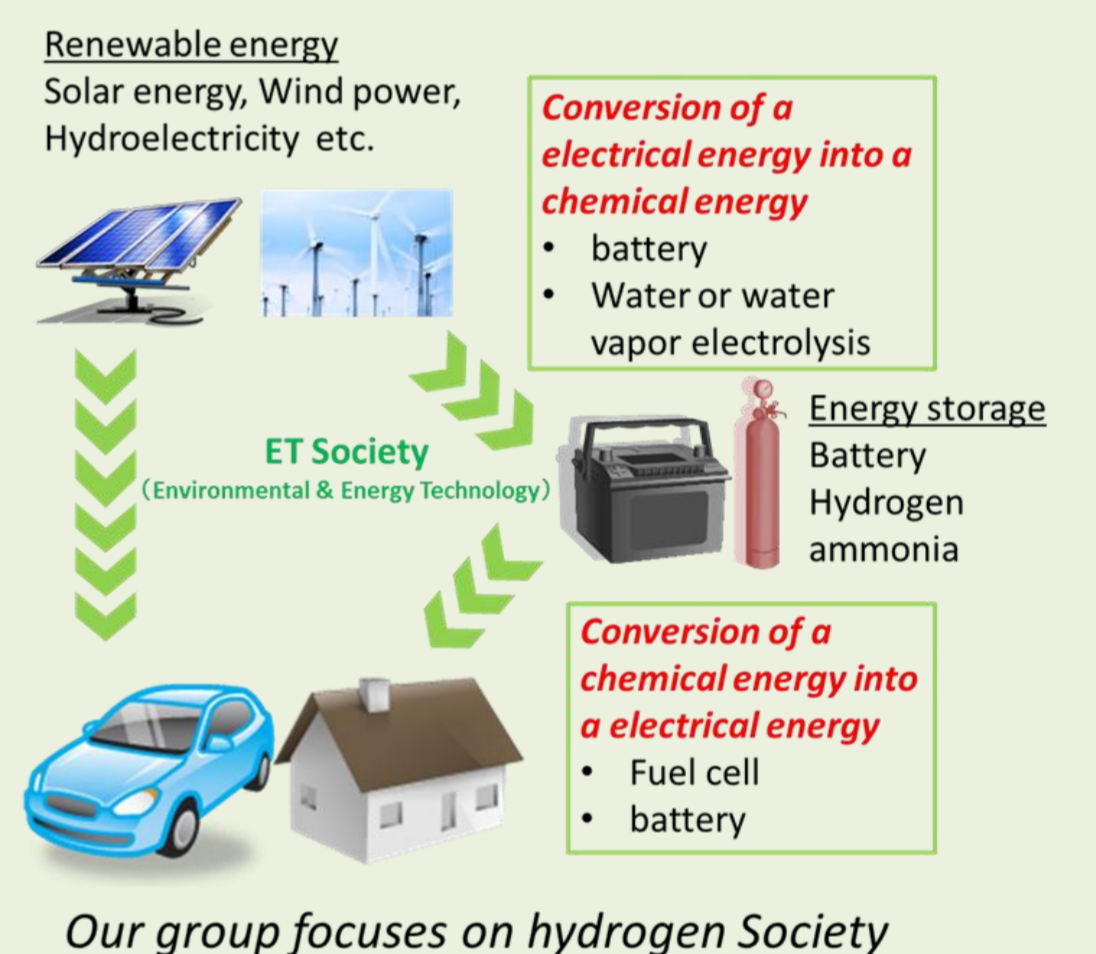 Renewable energy
Solar energy, Wind power,
Hydroelectricity etc.
Conversion of a
electrical energy into a
chemical energy
• battery
• Water or water
vapor electrolysis
ET Society
(Environmental & Energy Technology)
Energy storage
Battery
Hydrogen
ammonia
Conversion of a
chemical energy into
a electrical energy
• Fuel cell
• battery
Our group focuses on hydrogen Society